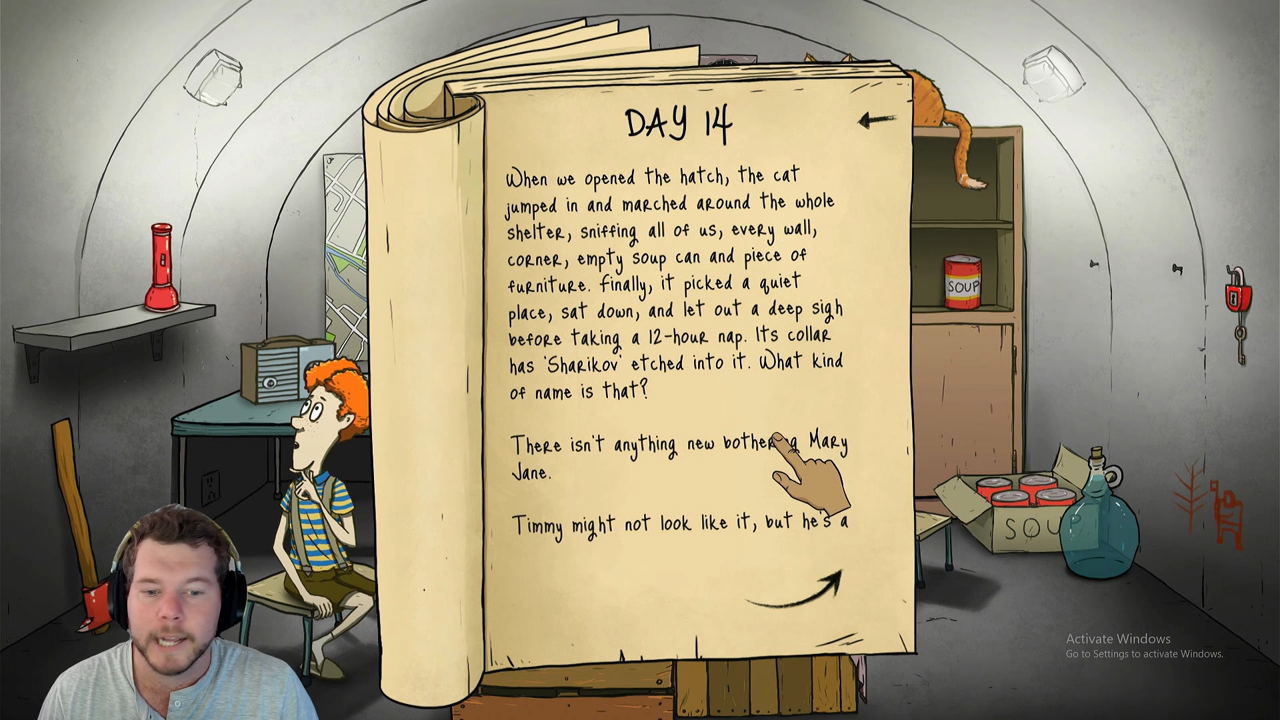 DAY 14
When we opened the hatch, the cat
jumped in and marched around the whole
shelter, sniffing all of us, every wall,
corner, empty soup can and piece of
furniture. Finally, it picked a quiet
place, sat down, and let out a deep sigh
before taking a 12-hour nap. Its collar
has 'Sharikov' etched into it. What kind
of name is that?
There isn't anything new bothering Mary
Jane.
Timmy might not look like it, but he's a
SOUP
SOUP
Activate Windows
Go to Settings to activate Windows.